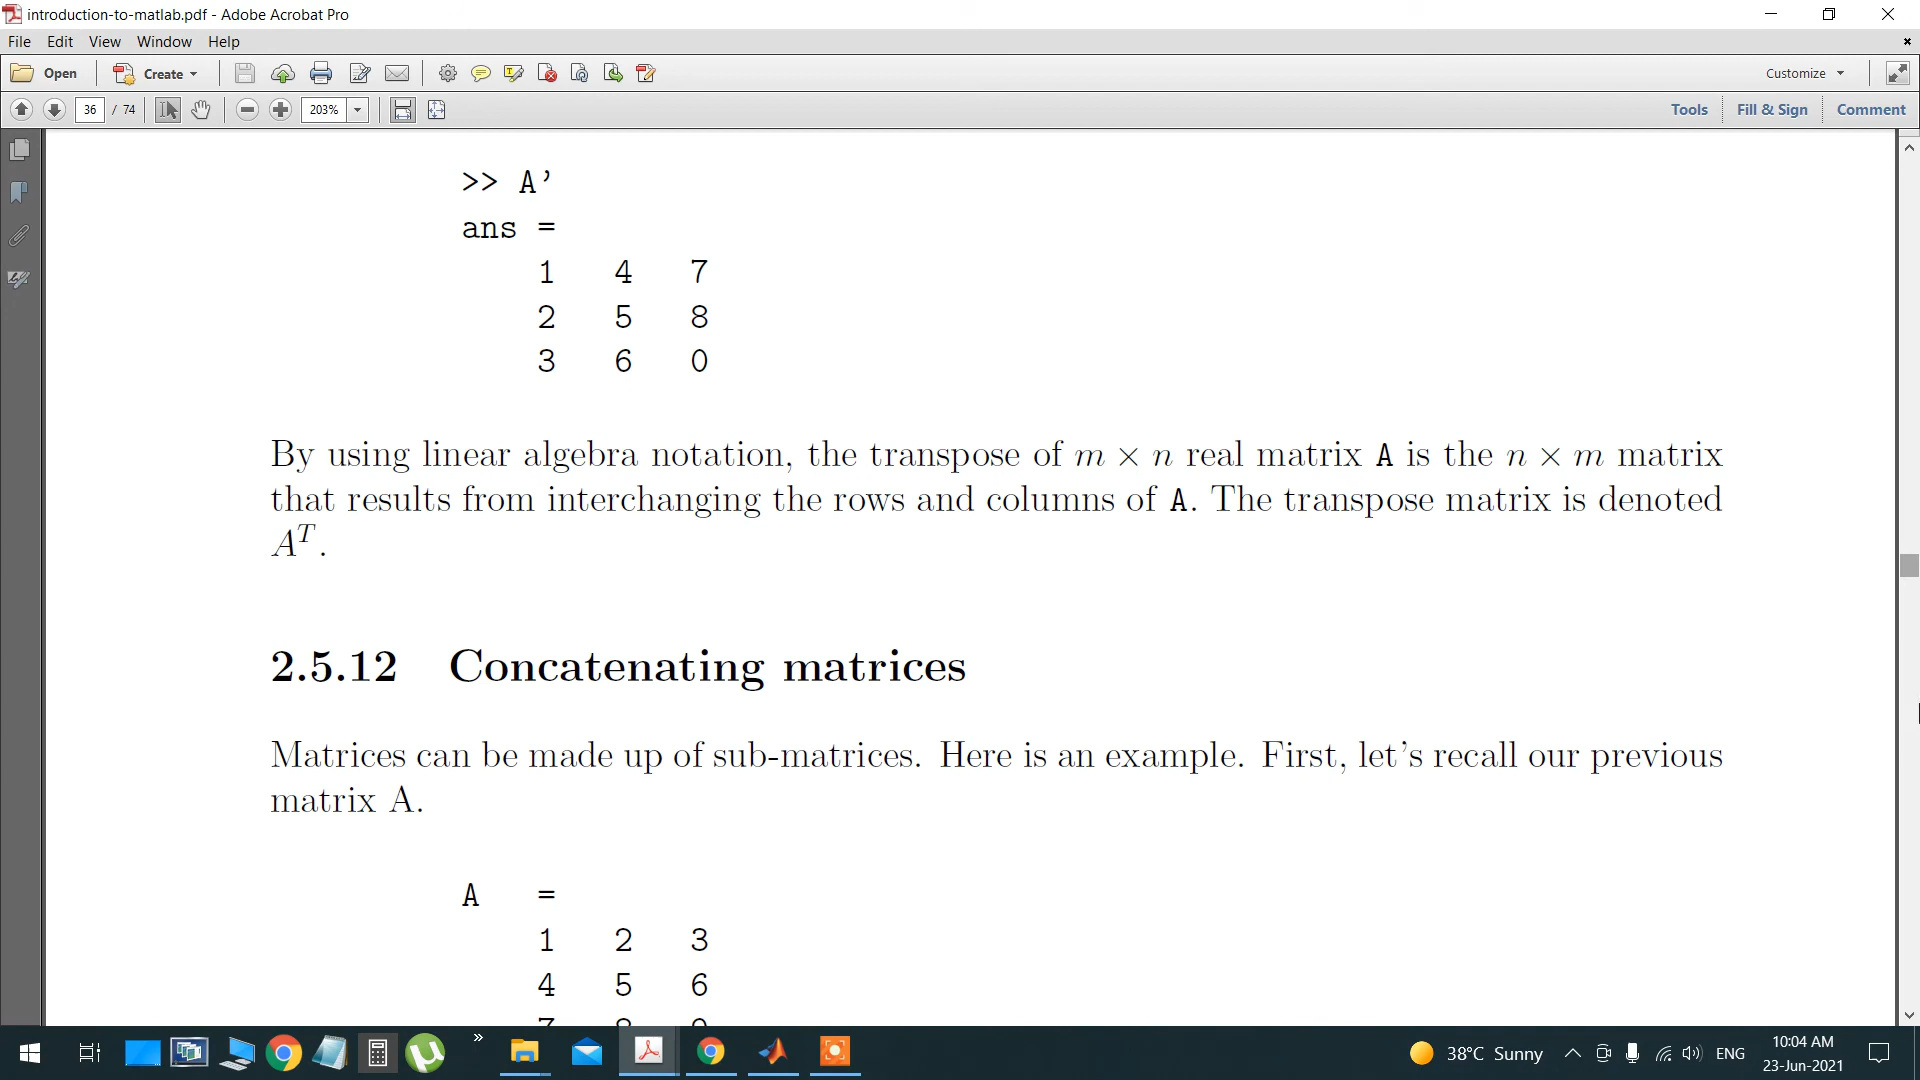 introduction-to-matlab.pdf - Adobe Acrobat Pro
File Edit View Window Help
Open Create Customize
36 / 74 203% Tools Fill & Sign Comment
>> A’
ans =
1 4 7
2 5 8
3 6 0
By using linear algebra notation, the transpose of m × n real matrix A is the n × m matrix
that results from interchanging the rows and columns of A. The transpose matrix is denoted
Aᵀ.
2.5.12 Concatenating matrices
Matrices can be made up of sub-matrices. Here is an example. First, let’s recall our previous
matrix A.
A =
1 2 3
4 5 6
38°C Sunny ENG 10:04 AM
23-Jun-2021